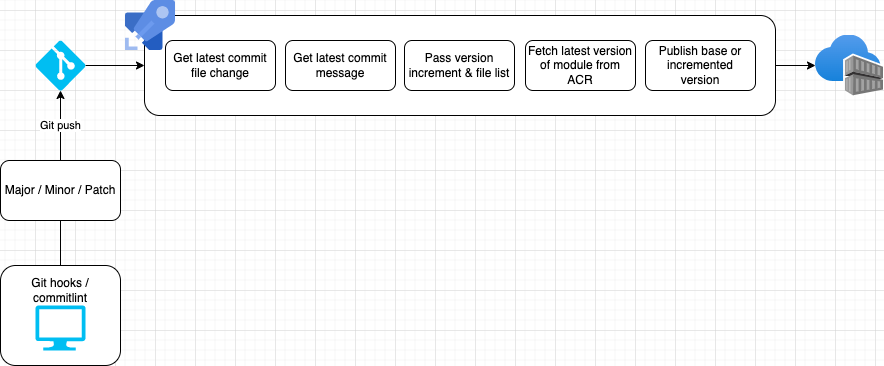 Get latest commit
file change
Get latest commit
message
Pass version
increment & file list
Fetch latest version
of module from
ACR
Publish base or
incremented
version
Git push
Major / Minor / Patch
Git hooks /
commitlint